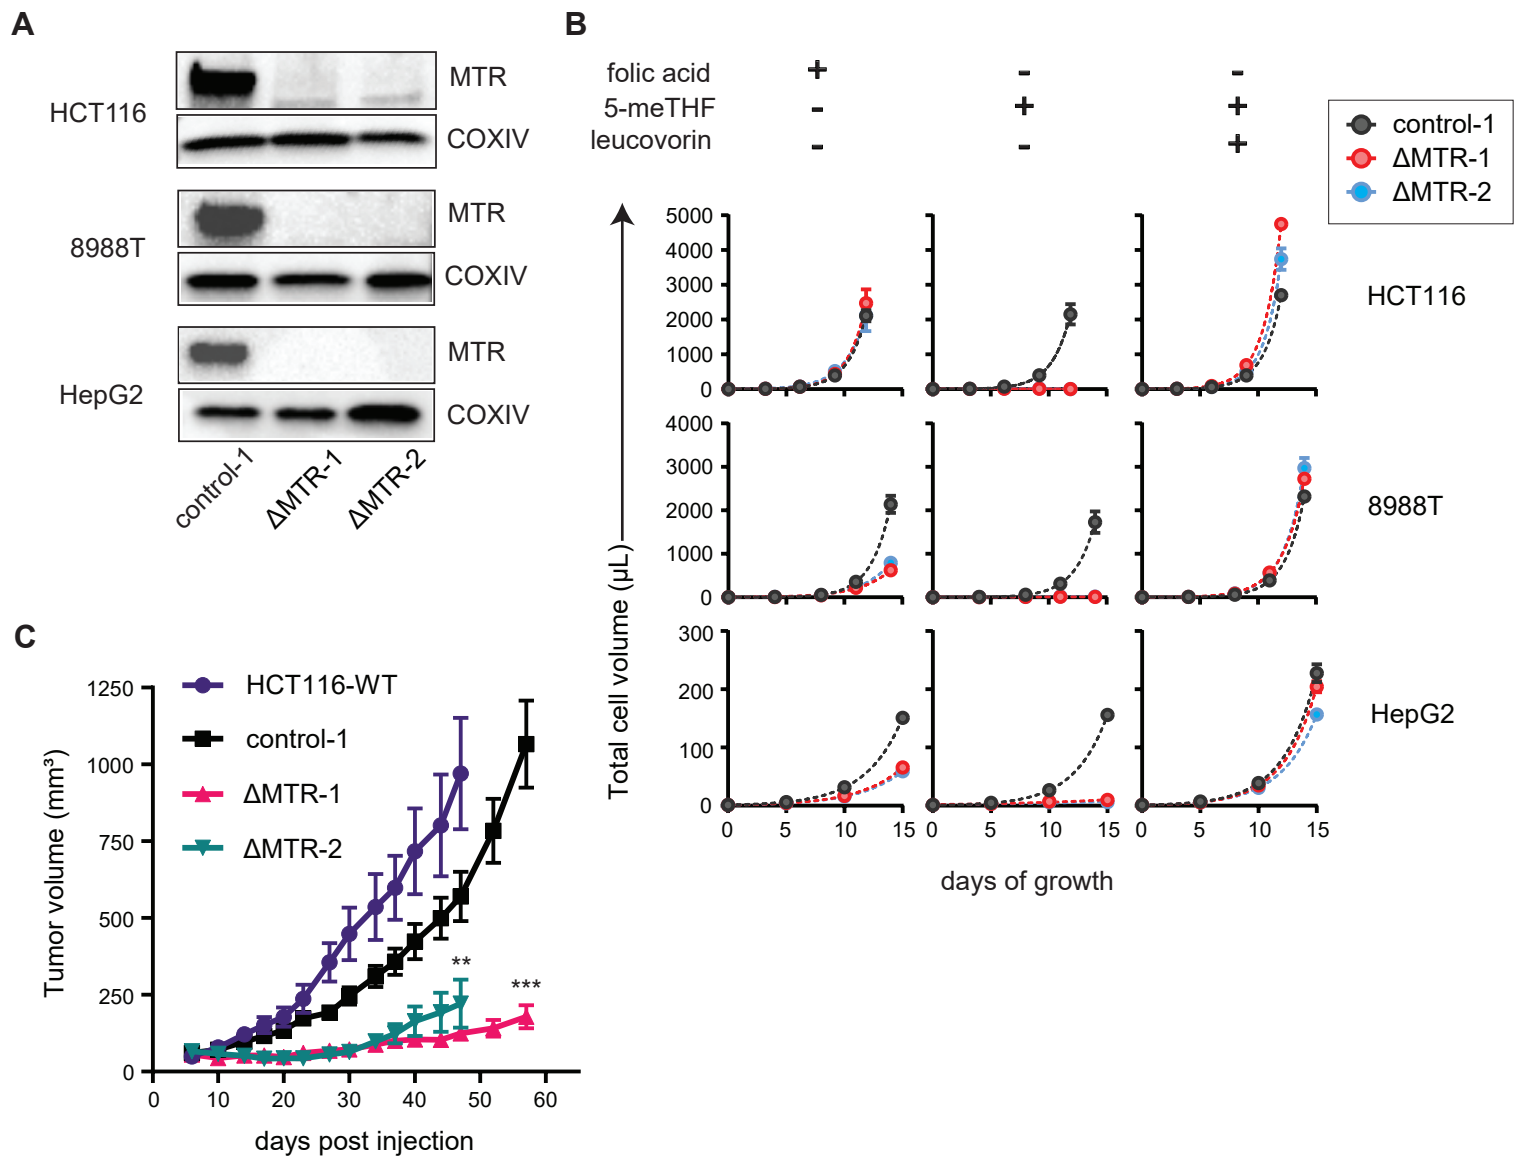 A
HCT116
MTR
COXIV
8988T
MTR
COXIV
HepG2
MTR
COXIV
control-1
ΔMTR-1
ΔMTR-2
B
folic acid + - -
5-meTHF - + +
leucovorin - - +
control-1
ΔMTR-1
ΔMTR-2
Total cell volume (µL)
5000
4000
3000
2000
1000
0
0 5 10 15
0 5 10 15
0 5 10 15
HCT116
4000
3000
2000
1000
0
8988T
300
200
100
0
HepG2
days of growth
C
HCT116-WT
control-1
ΔMTR-1
ΔMTR-2
Tumor volume (mm³)
1250
1000
750
500
250
0
**
***
0 10 20 30 40 50 60
days post injection